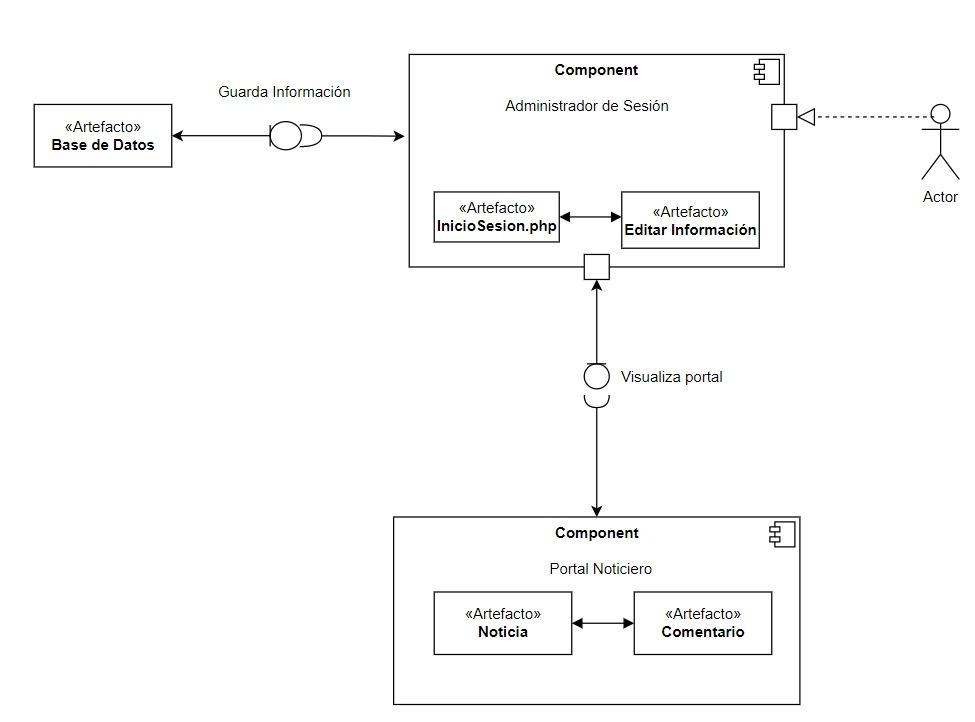 Component
Guarda Información
Administrador de Sesión
«Artefacto»
Base de Datos
Actor
«Artefacto»
InicioSesion.php
«Artefacto»
Editar Información
Visualiza portal
Component
Portal Noticiero
«Artefacto»
Noticia
«Artefacto»
Comentario